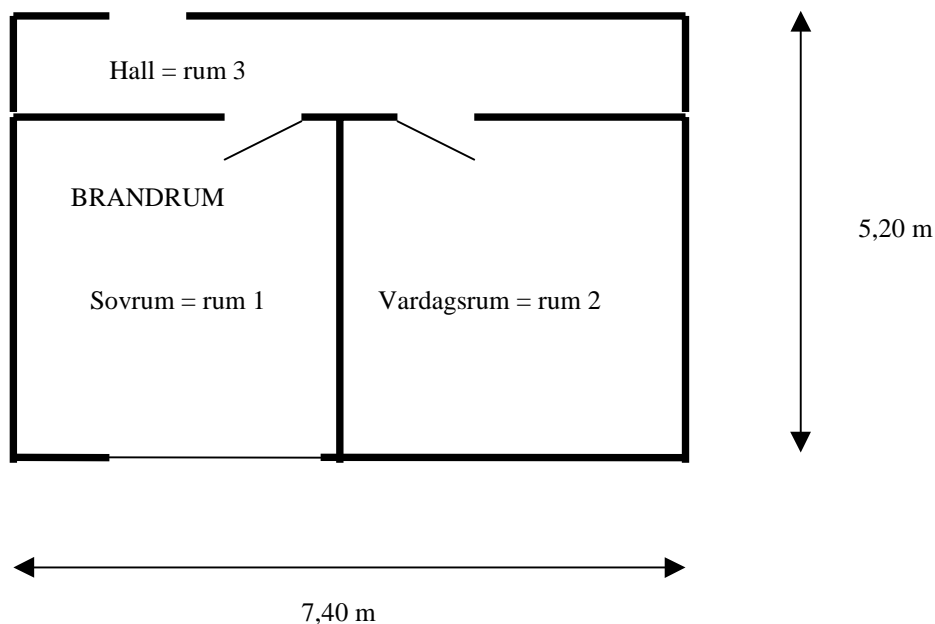 Hall = rum 3
BRANDRUM
5,20 m
Sovrum = rum 1
Vardagsrum = rum 2
7,40 m